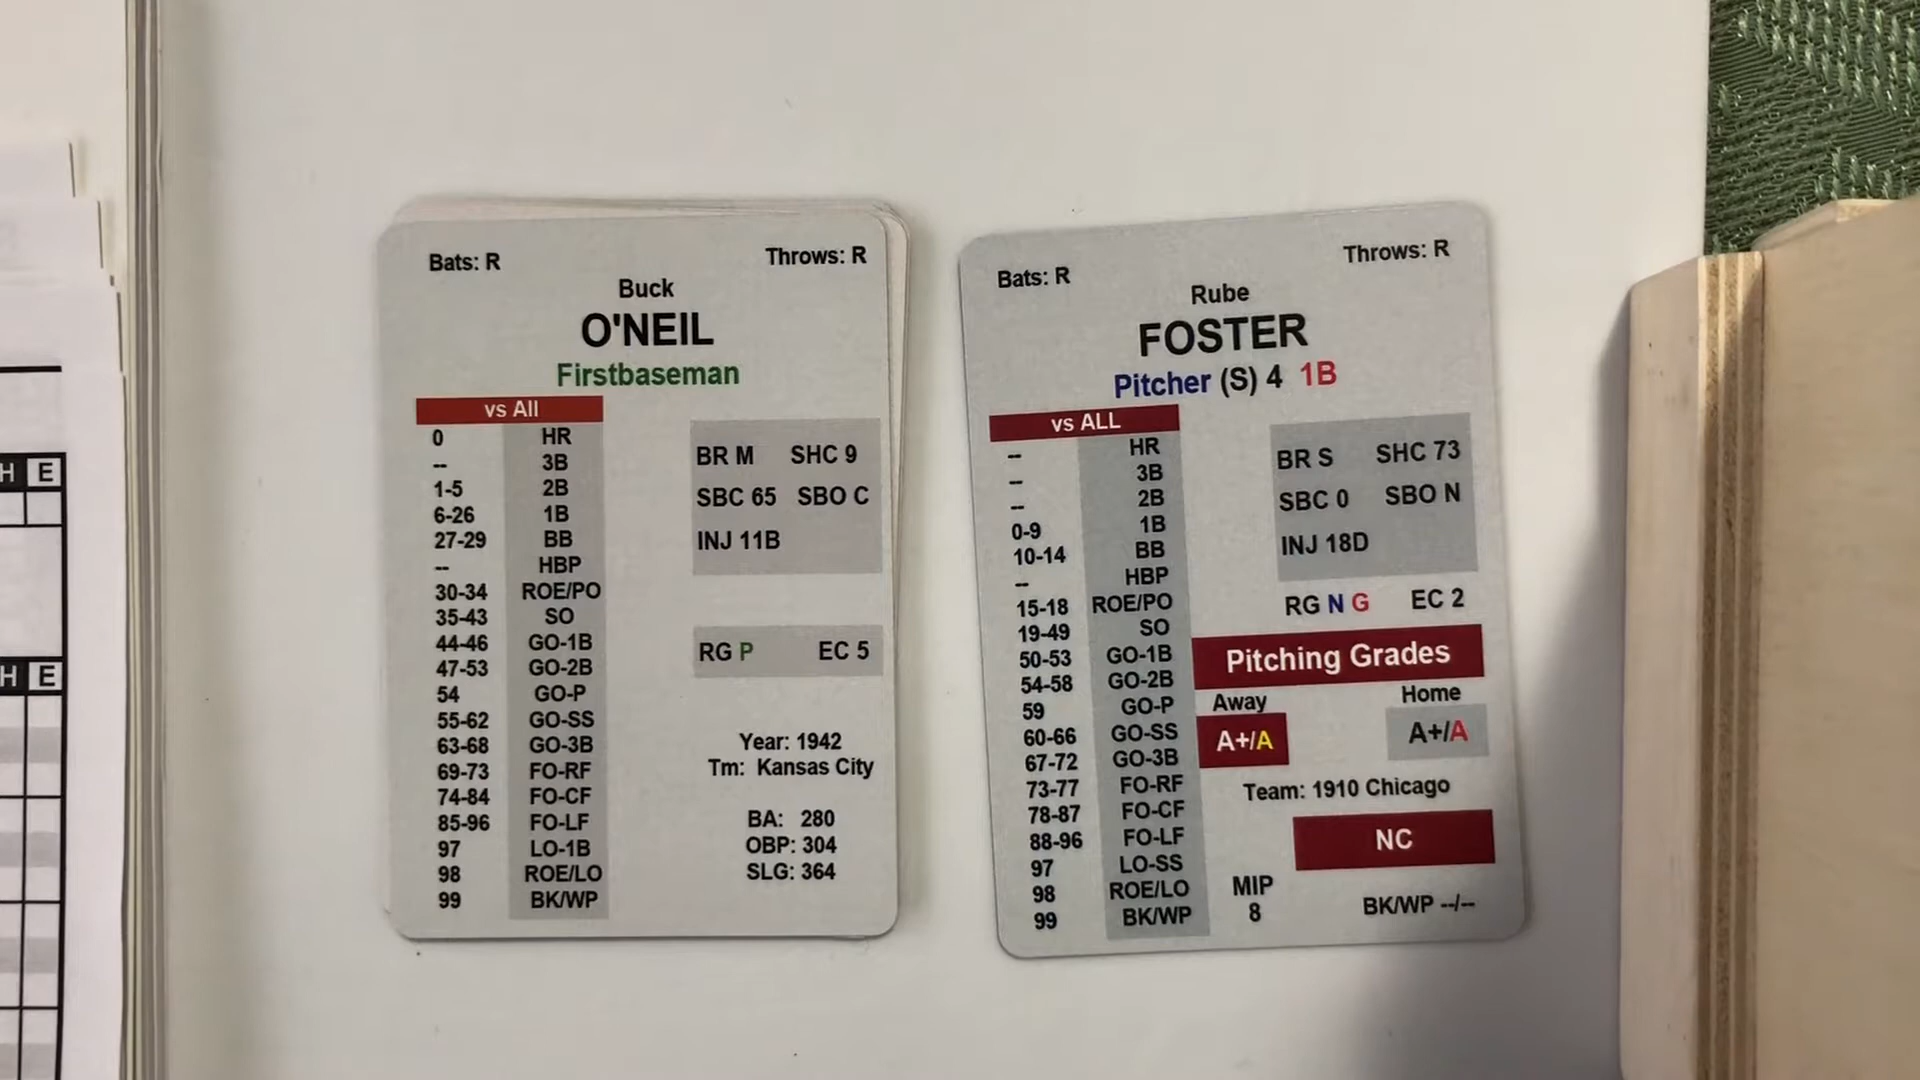 H E
H E
Bats: R Throws: R
Buck
O'NEIL
Firstbaseman
vs All
0 HR
-- 3B
1-5 2B
6-26 1B
27-29 BB
-- HBP
30-34 ROE/PO
35-43 SO
44-46 GO-1B
47-53 GO-2B
54 GO-P
55-62 GO-SS
63-68 GO-3B
69-73 FO-RF
74-84 FO-CF
85-96 FO-LF
97 LO-1B
98 ROE/LO
99 BK/WP
BR M SHC 9
SBC 65 SBO C
INJ 11B
RG P EC 5
Year: 1942
Tm: Kansas City
BA: 280
OBP: 304
SLG: 364
Bats: R Throws: R
Rube
FOSTER
Pitcher (S) 4 1B
vs ALL
-- HR
-- 3B
-- 2B
0-9 1B
10-14 BB
-- HBP
15-18 ROE/PO
19-49 SO
50-53 GO-1B
54-58 GO-2B
59 GO-P
60-66 GO-SS
67-72 GO-3B
73-77 FO-RF
78-87 FO-CF
88-96 FO-LF
97 LO-SS
98 ROE/LO
99 BK/WP
BR S SHC 73
SBC 0 SBO N
INJ 18D
RG N G EC 2
Pitching Grades
Away Home
A+/A A+/A
Team: 1910 Chicago
NC
MIP
8
BK/WP --/--